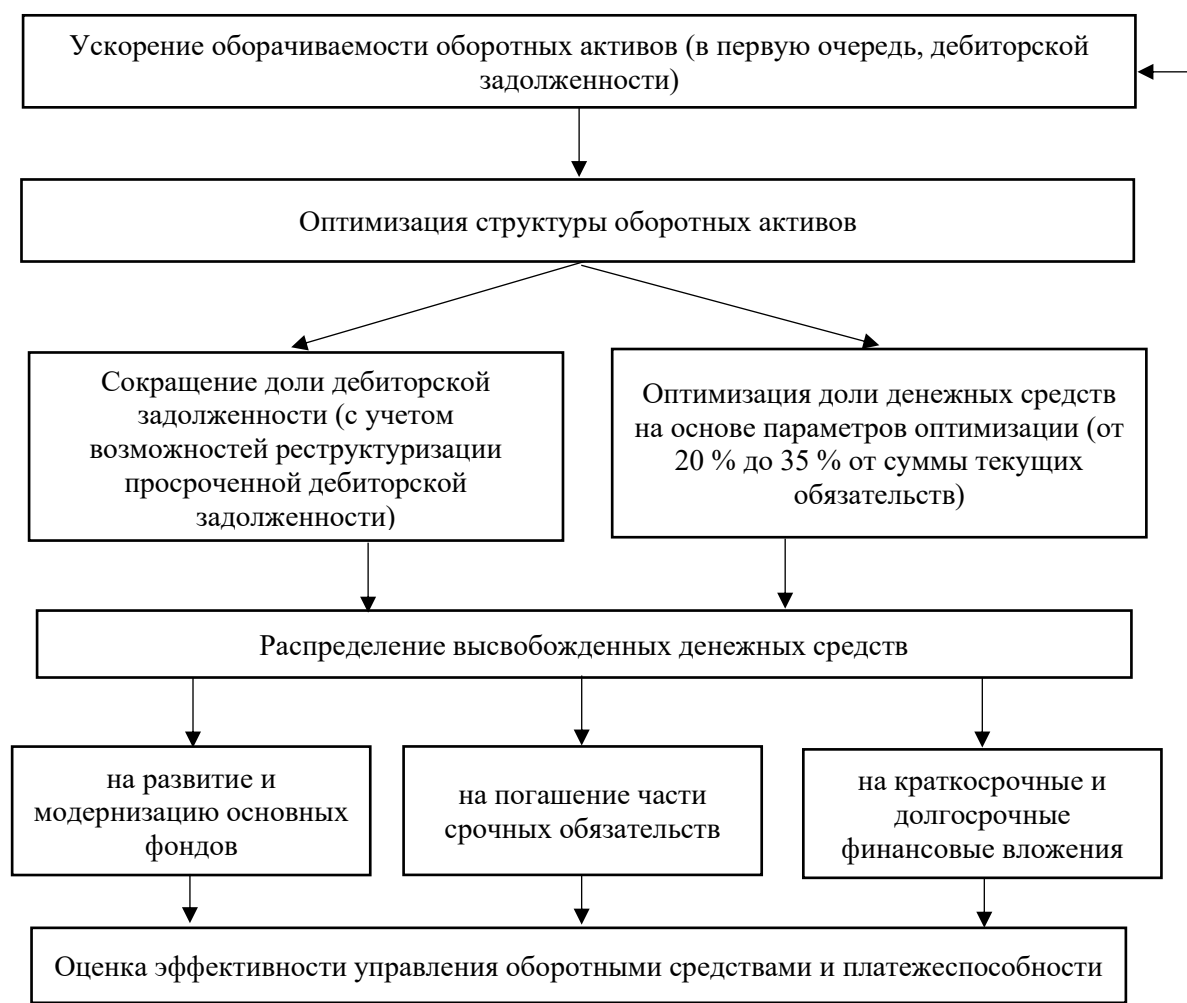 Ускорение оборачиваемости оборотных активов (в первую очередь, дебиторской
задолженности)
Оптимизация структуры оборотных активов
Сокращение доли дебиторской
задолженности (с учетом
возможностей реструктуризации
просроченной дебиторской
задолженности)
Оптимизация доли денежных средств
на основе параметров оптимизации (от
20 % до 35 % от суммы текущих
обязательств)
Распределение высвобожденных денежных средств
на развитие и
модернизацию основных
фондов
на погашение части
срочных обязательств
на краткосрочные и
долгосрочные
финансовые вложения
Оценка эффективности управления оборотными средствами и платежеспособности